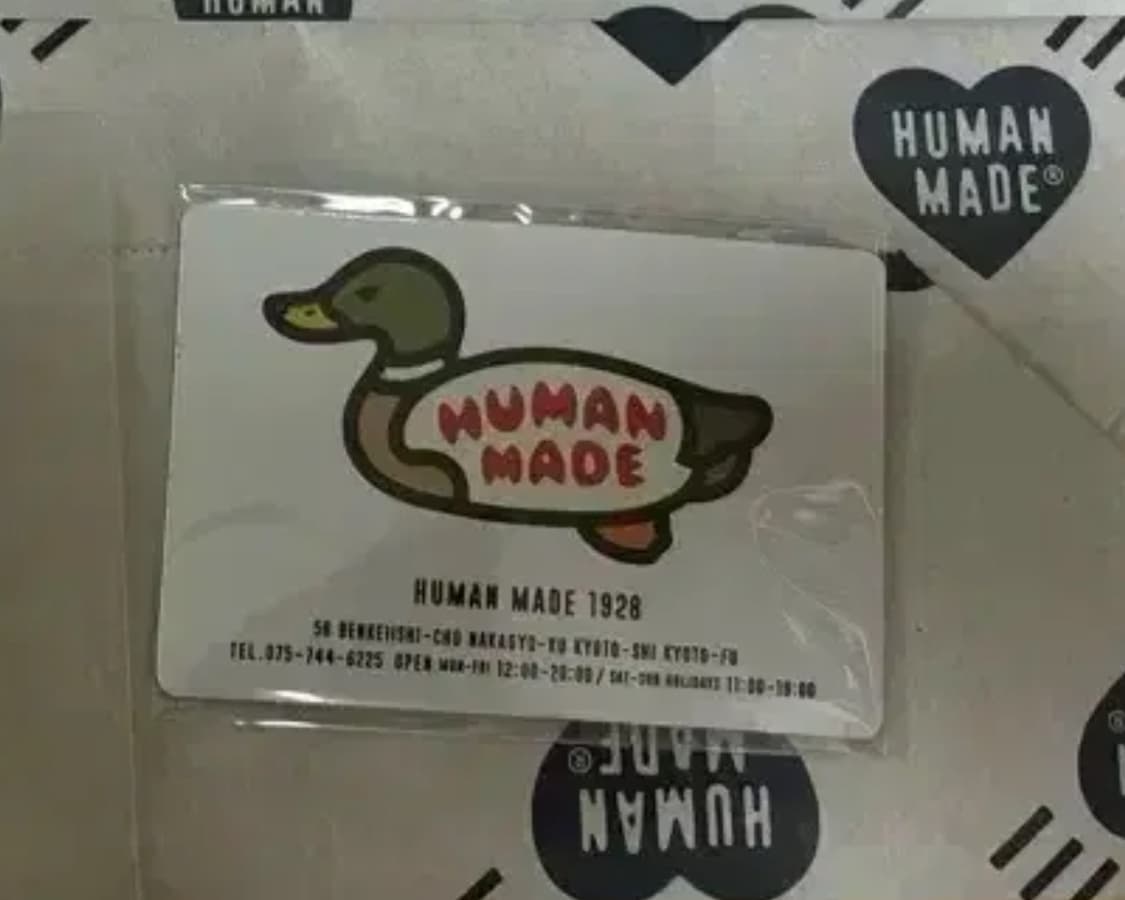 HUMAN
HUMAN
MADE®
HUMAN
MADE
HUMAN MADE 1928
56 BENKEIISHI-CHO NAKAGYO-KU KYOTO-SHI KYOTO-FU
TEL.075-744-6225 OPEN MON-FRI 12:00-20:00 / SAT-SUN HOLIDAYS 11:00-19:00
HUMAN
MADE®